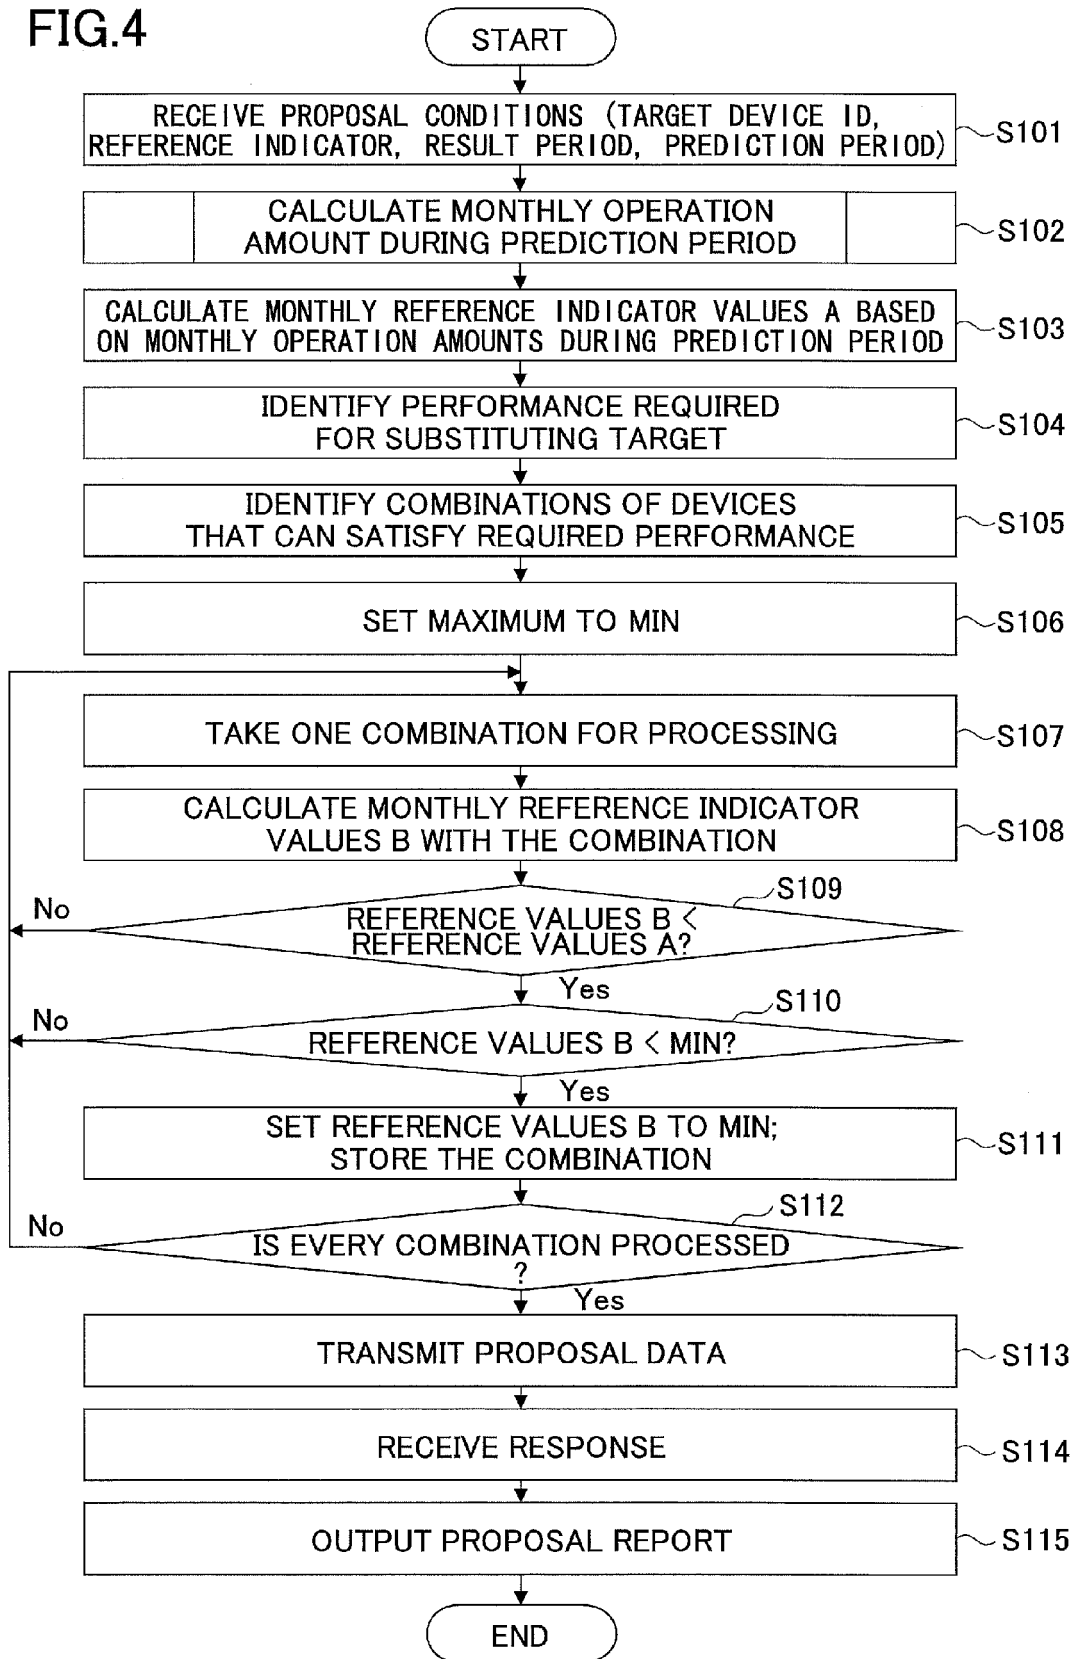 FIG.4
START
RECEIVE PROPOSAL CONDITIONS (TARGET DEVICE ID,
REFERENCE INDICATOR, RESULT PERIOD, PREDICTION PERIOD)
S101
CALCULATE MONTHLY OPERATION
AMOUNT DURING PREDICTION PERIOD
S102
CALCULATE MONTHLY REFERENCE INDICATOR VALUES A BASED
ON MONTHLY OPERATION AMOUNTS DURING PREDICTION PERIOD
S103
IDENTIFY PERFORMANCE REQUIRED
FOR SUBSTITUTING TARGET
S104
IDENTIFY COMBINATIONS OF DEVICES
THAT CAN SATISFY REQUIRED PERFORMANCE
S105
SET MAXIMUM TO MIN
S106
TAKE ONE COMBINATION FOR PROCESSING
S107
CALCULATE MONTHLY REFERENCE INDICATOR
VALUES B WITH THE COMBINATION
S108
S109
No
REFERENCE VALUES B <
REFERENCE VALUES A?
Yes
S110
No
REFERENCE VALUES B < MIN?
Yes
SET REFERENCE VALUES B TO MIN;
STORE THE COMBINATION
S111
S112
No
IS EVERY COMBINATION PROCESSED
?
Yes
TRANSMIT PROPOSAL DATA
S113
RECEIVE RESPONSE
S114
OUTPUT PROPOSAL REPORT
S115
END